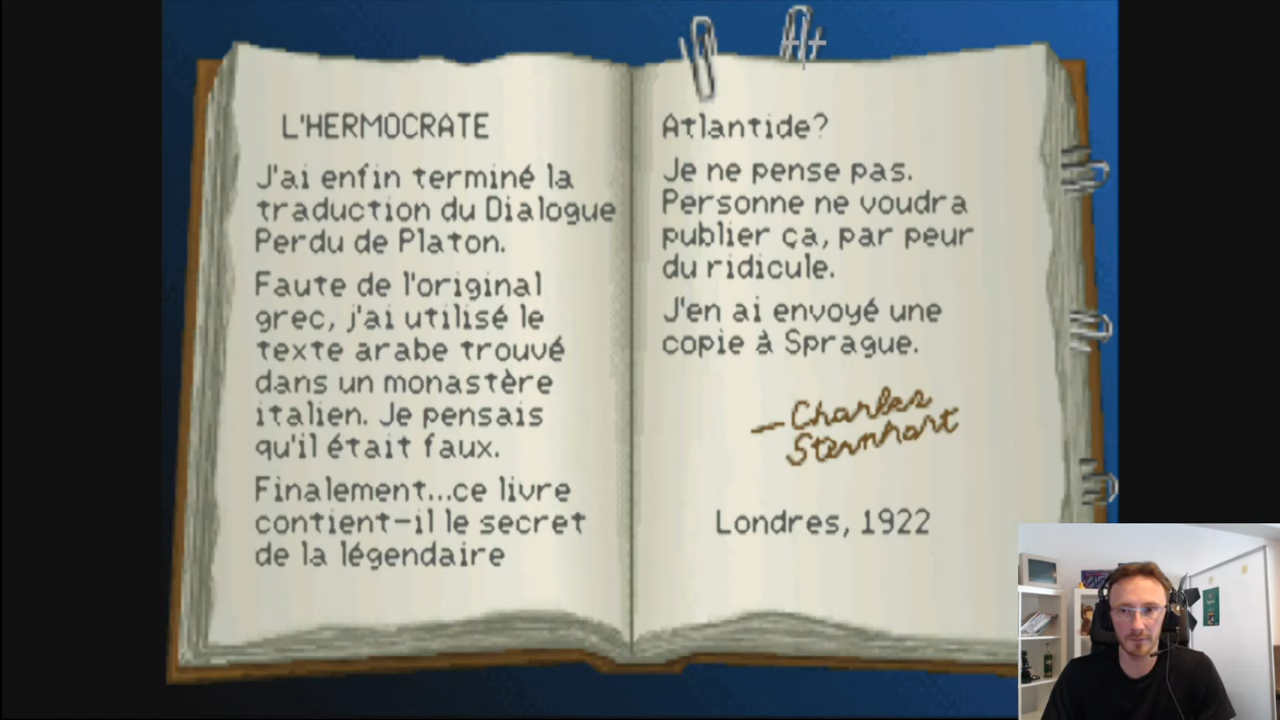 L'HERMOCRATE
J'ai enfin terminé la
traduction du Dialogue
Perdu de Platon.
Faute de l'original
grec, j'ai utilisé le
texte arabe trouvé
dans un monastère
italien. Je pensais
qu'il était faux.
Finalement...ce livre
contient-il le secret
de la légendaire
Atlantide?
Je ne pense pas.
Personne ne voudra
publier ça, par peur
du ridicule.
J'en ai envoyé une
copie à Sprague.
—Charles
Sternhart
Londres, 1922